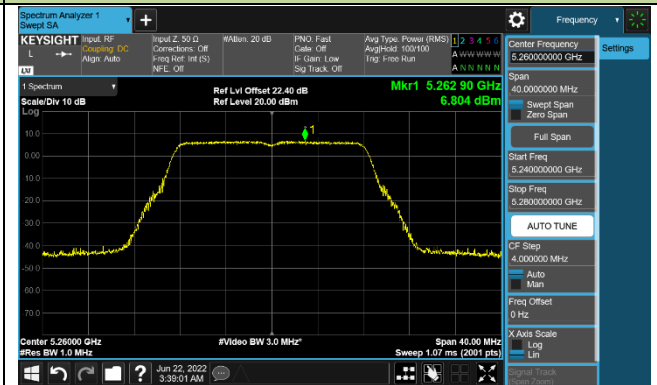 Spectrum Analyzer 1
Swept SA
+
Frequency
KEYSIGHT
L
LXI
Input: RF
Coupling: DC
Align: Auto
Input Z: 50 Ω
Corrections: Off
Freq Ref: Int (S)
NFE: Off
#Atten: 20 dB
PNO: Fast
Gate: Off
IF Gain: Low
Sig Track: Off
Avg Type: Power (RMS)
Avg|Hold: 100/100
Trig: Free Run
1 2 3 4 5 6
A W W W W W
A N N N N N
1 Spectrum
Scale/Div 10 dB
Log
Ref Lvl Offset 22.40 dB
Ref Level 20.00 dBm
Mkr1 5.262 90 GHz
6.804 dBm
1
10.0
0.00
-10.0
-20.0
-30.0
-40.0
-50.0
-60.0
-70.0
Center 5.26000 GHz
#Res BW 1.0 MHz
#Video BW 3.0 MHz*
Span 40.00 MHz
Sweep 1.07 ms (2001 pts)
Center Frequency
5.260000000 GHz
Settings
Span
40.0000000 MHz
Swept Span
Zero Span
Full Span
Start Freq
5.240000000 GHz
Stop Freq
5.280000000 GHz
AUTO TUNE
CF Step
4.000000 MHz
Auto
Man
Freq Offset
0 Hz
X Axis Scale
Log
Lin
Signal Track
(Span Zoom)
?
Jun 22, 2022
3:39:01 AM